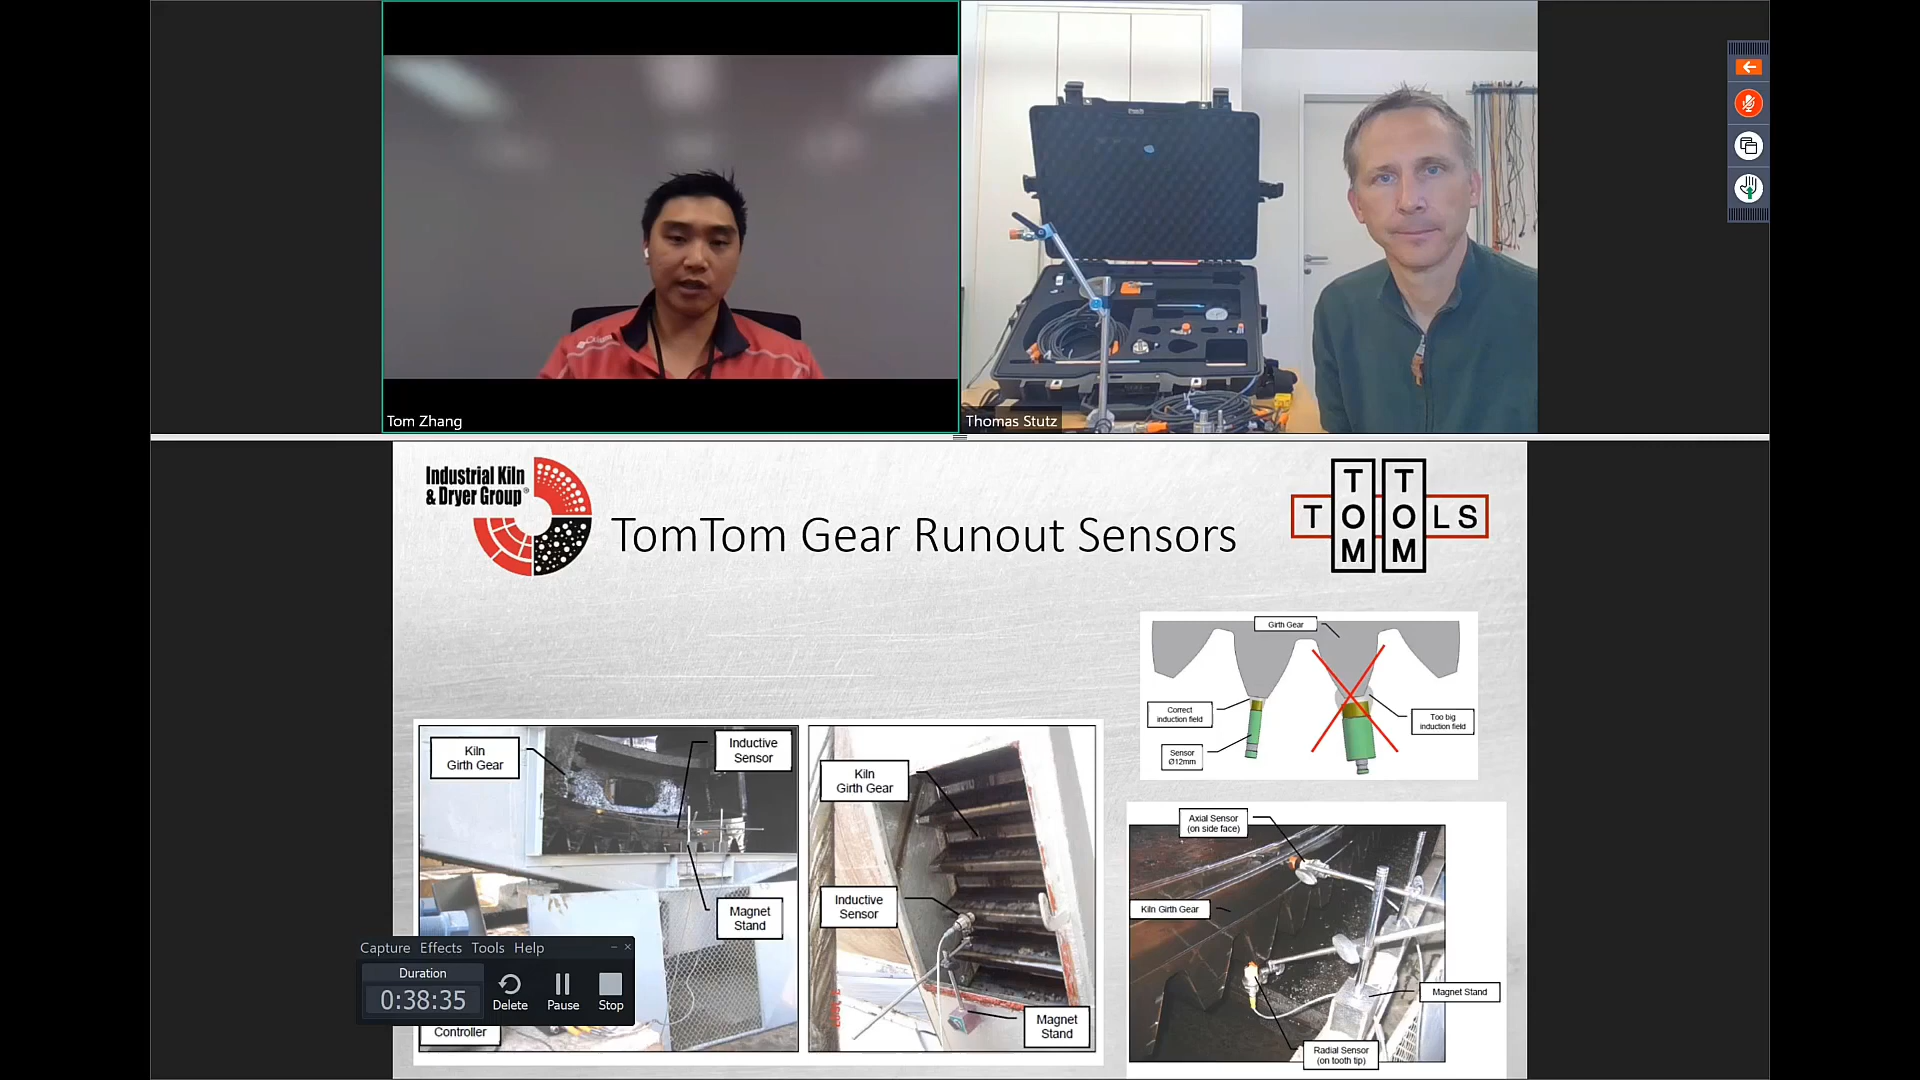 Tom Zhang
Thomas Stutz
Industrial Kiln
& Dryer Group®
TomTom Gear Runout Sensors
TOM
TOM
TOOLS
Girth Gear
Correct
induction field
Too big
induction field
Sensor
Ø12mm
Kiln
Girth Gear
Inductive
Sensor
Magnet
Stand
Controller
Kiln
Girth Gear
Inductive
Sensor
Magnet
Stand
Axial Sensor
(on side face)
Kiln Girth Gear
Magnet Stand
Radial Sensor
(on tooth tip)
Capture Effects Tools Help
Duration
0:38:35
Delete
Pause
Stop